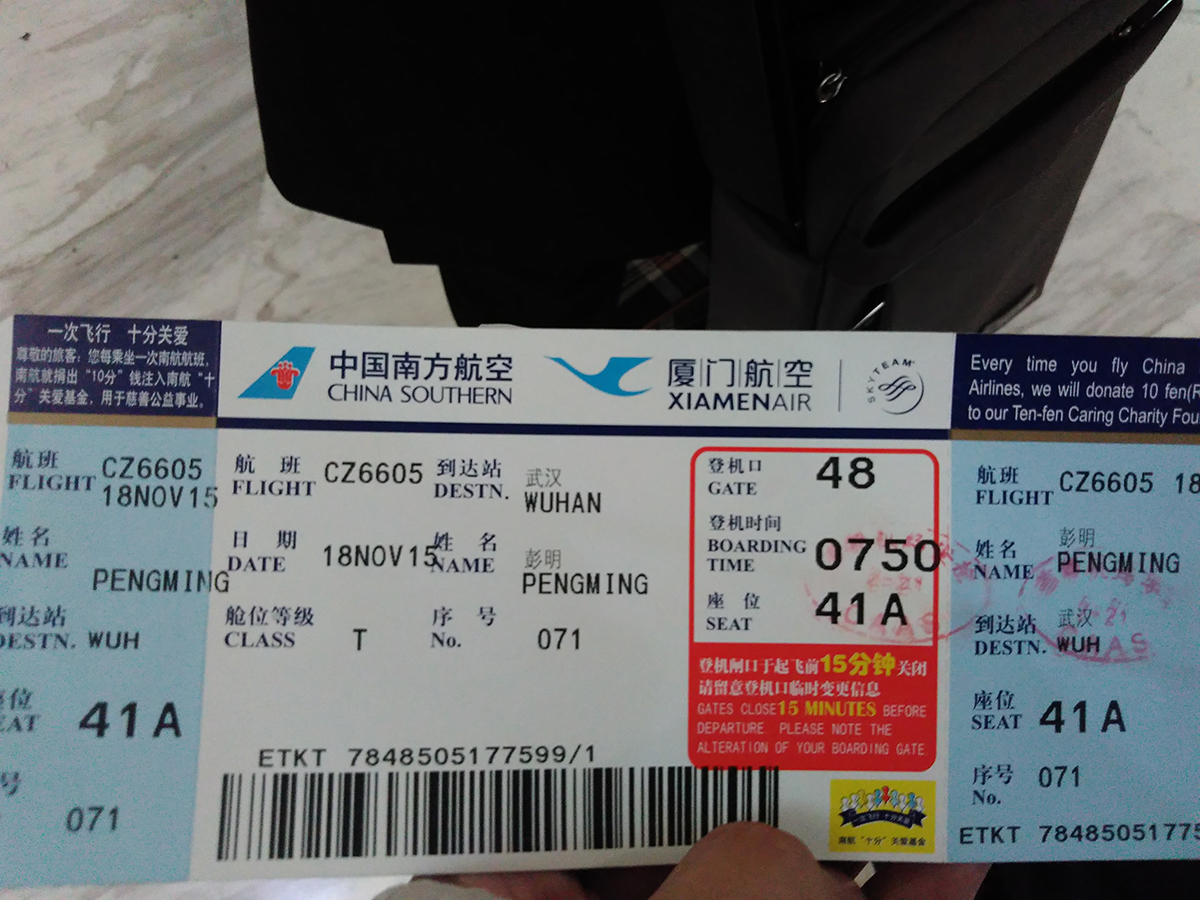 一次飞行 十分关爱
尊敬的旅客：您每乘坐一次南航航班，
南航就捐出"10分"钱注入南航"十
分"关爱基金，用于慈善公益事业。
航班
FLIGHT
CZ6605
18NOV15
姓名
NAME
PENGMING
到达站
DESTN. WUH
座位
SEAT
41A
号
071
中国南方航空
CHINA SOUTHERN
厦门航空
XIAMENAIR
SKYTEAM
航 班
FLIGHT
CZ6605
到达站
DESTN.
武汉
WUHAN
日 期
DATE
18NOV15
姓 名
NAME
彭明
PENGMING
舱位等级
CLASS
T
序 号
No.
071
ETKT 7848505177599/1
登机口
GATE
48
登机时间
BOARDING
TIME
0750
座 位
SEAT
41A
登机闸口于起飞前15分钟关闭
请留意登机口临时变更信息
GATES CLOSE 15 MINUTES BEFORE
DEPARTURE. PLEASE NOTE THE
ALTERATION OF YOUR BOARDING GATE
一次飞行 十分关爱
南航"十分"关爱基金
Every time you fly China
Airlines, we will donate 10 fen(R
to our Ten-fen Caring Charity Fou
航班
FLIGHT
CZ6605 18
姓名
NAME
彭明
PENGMING
到达站
DESTN.
武汉
WUH
座位
SEAT
41A
序号
No.
071
ETKT 78485051775